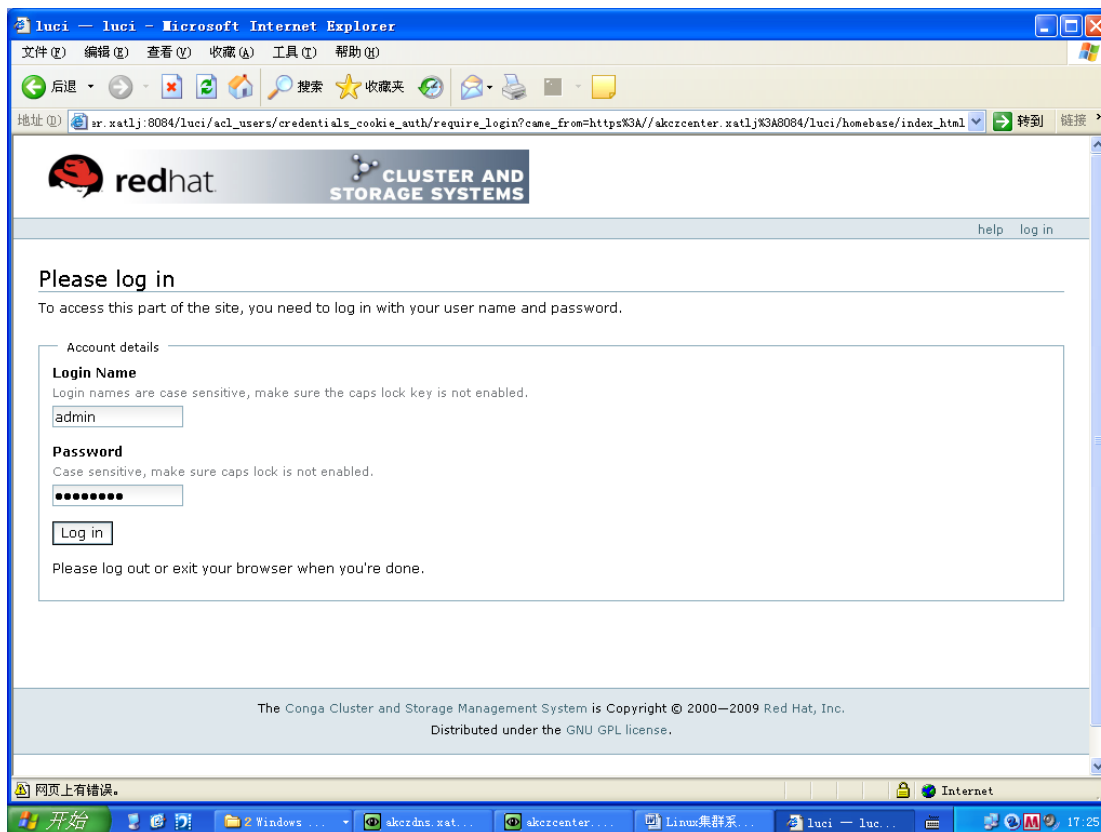 luci — luci - Microsoft Internet Explorer
文件(F) 编辑(E) 查看(V) 收藏(A) 工具(T) 帮助(H)
后退 搜索 收藏夹
地址(D) er.xatlj:8084/luci/acl_users/credentials_cookie_auth/require_login?came_from=https%3A//akczcenter.xatlj%3A8084/luci/homebase/index_html 转到 链接 »
redhat. CLUSTER AND
STORAGE SYSTEMS
help log in
Please log in
To access this part of the site, you need to log in with your user name and password.
Account details
Login Name
Login names are case sensitive, make sure the caps lock key is not enabled.
admin
Password
Case sensitive, make sure caps lock is not enabled.
●●●●●●●●
Log in
Please log out or exit your browser when you're done.
The Conga Cluster and Storage Management System is Copyright © 2000—2009 Red Hat, Inc.
Distributed under the GNU GPL license.
网页上有错误。 Internet
开始 2 Windows ... akczdns.xat... akczcenter.... Linux集群系... luci — luc... 17:25